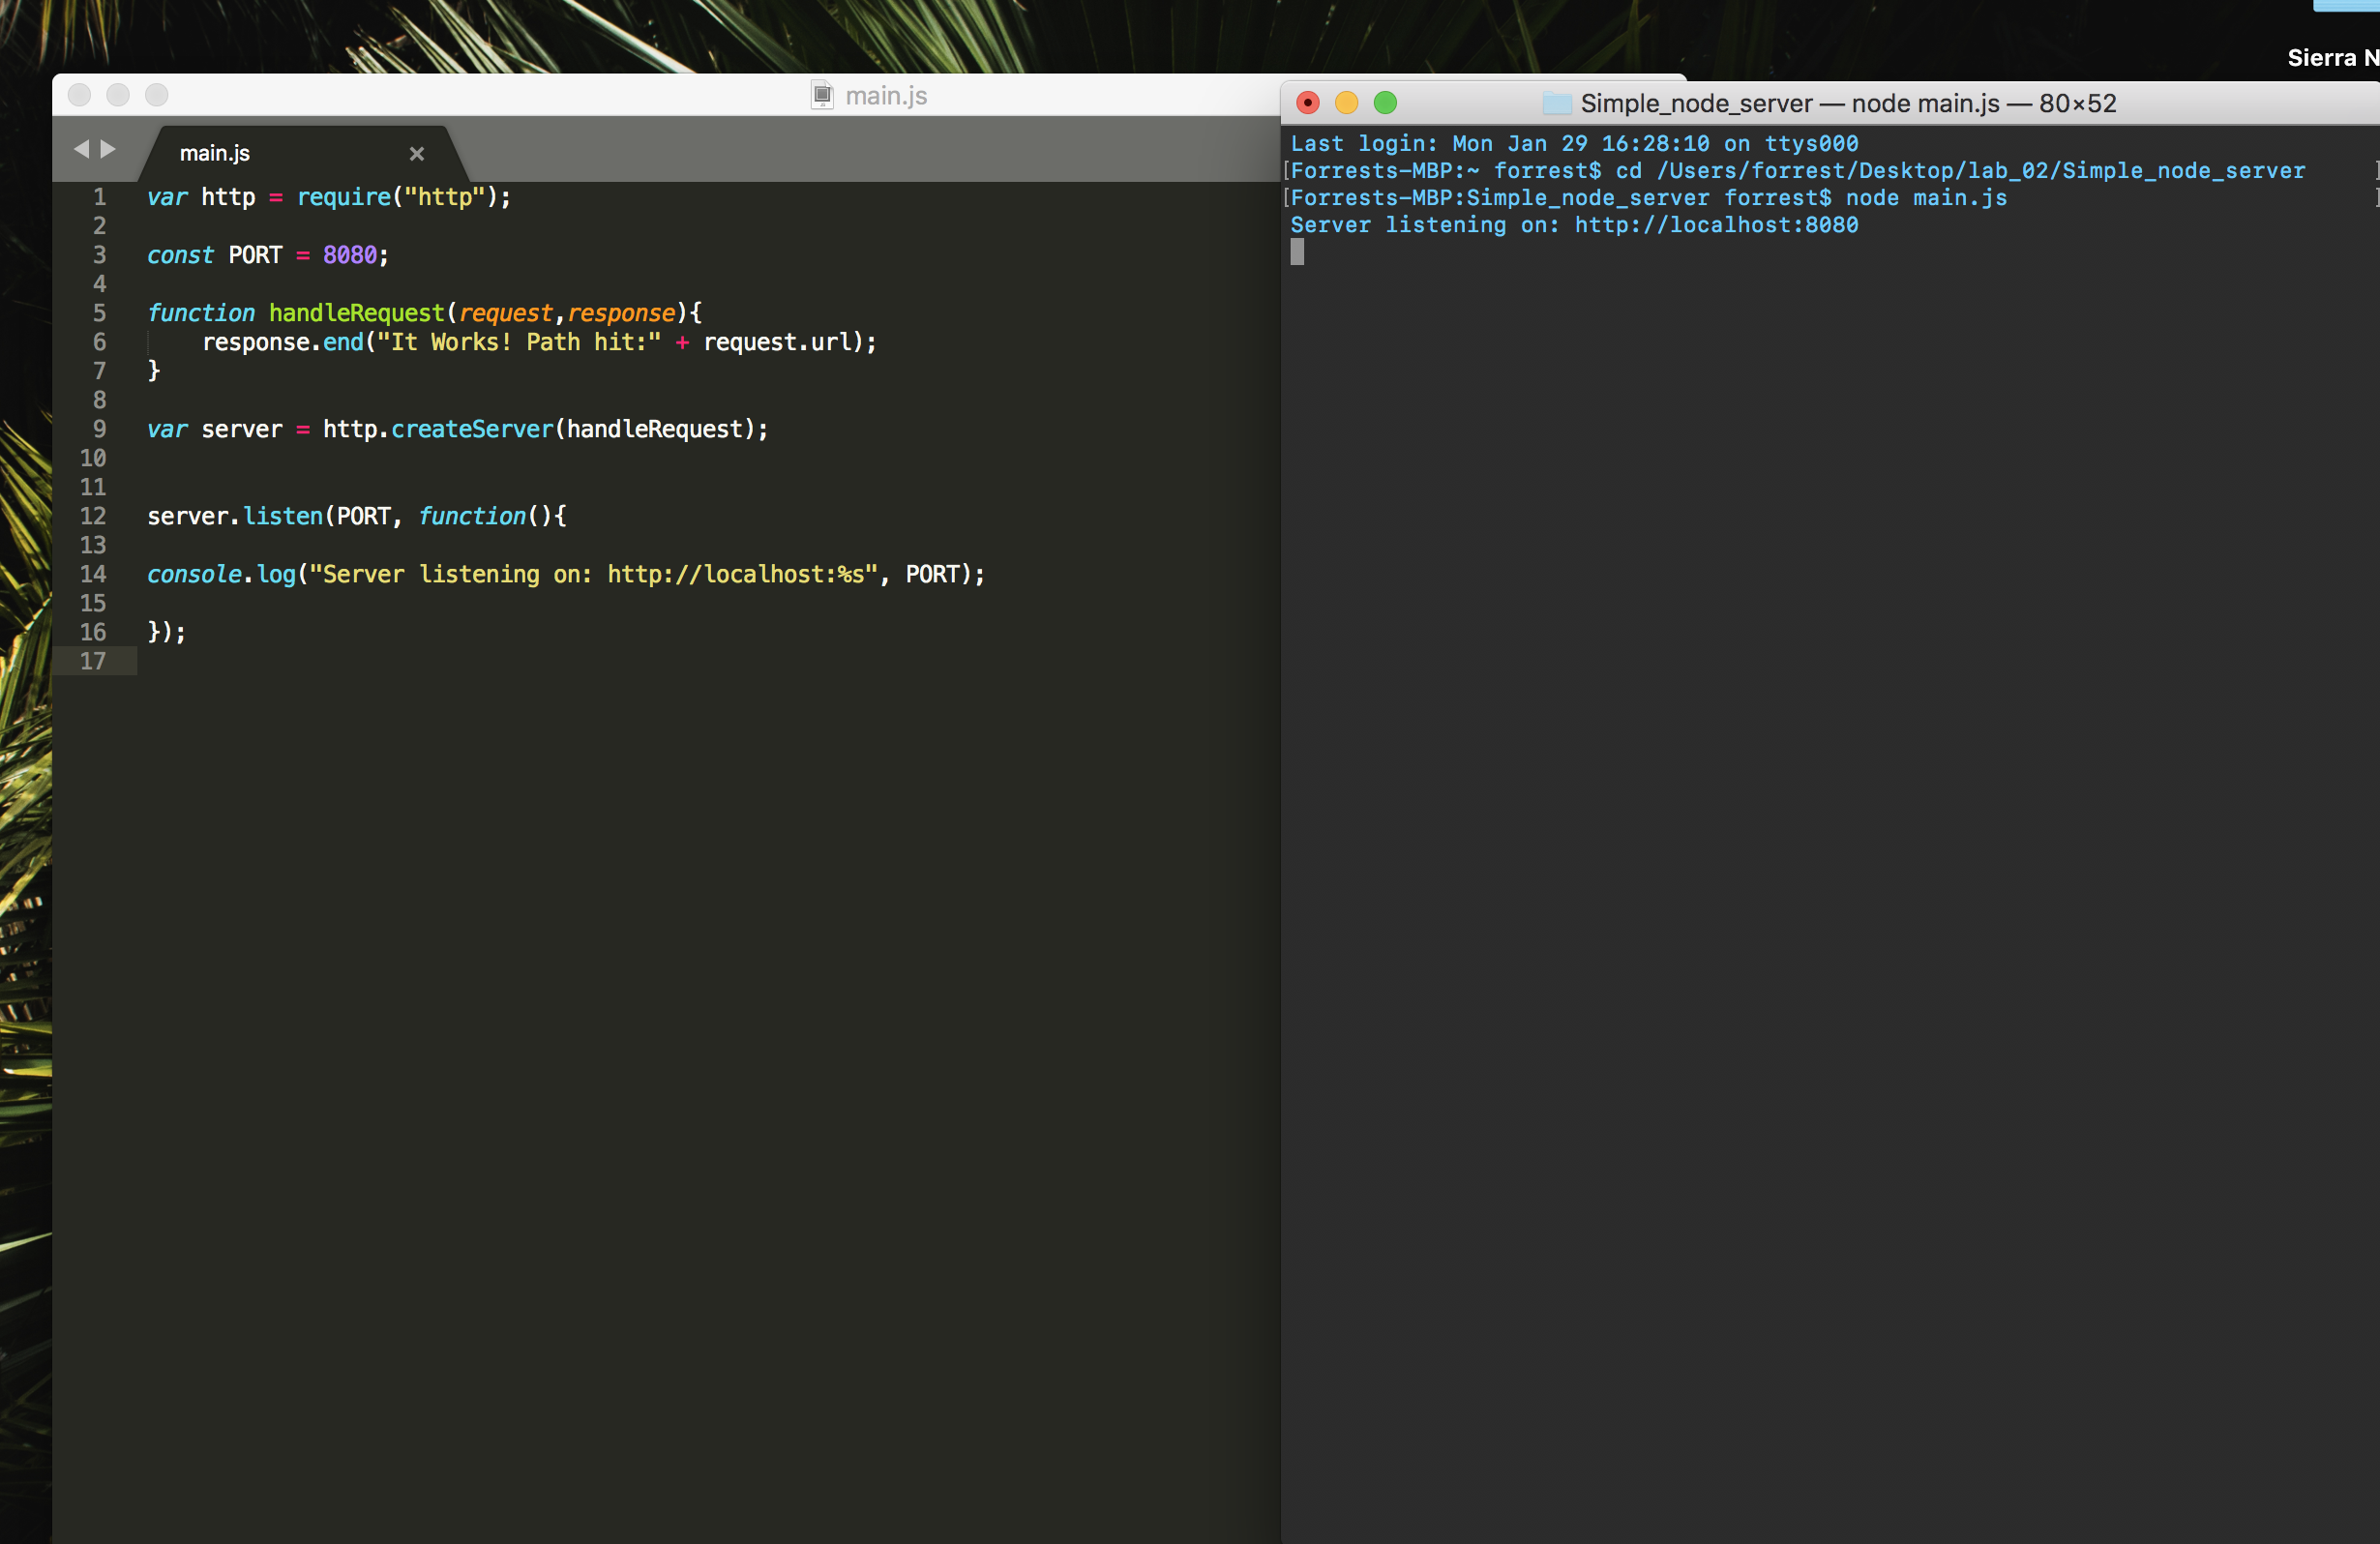 Sierra N
main.js
main.js
1 var http = require("http");
2
3 const PORT = 8080;
4
5 function handleRequest(request,response){
6     response.end("It Works! Path hit:" + request.url);
7 }
8
9 var server = http.createServer(handleRequest);
10
11
12 server.listen(PORT, function(){
13
14 console.log("Server listening on: http://localhost:%s", PORT);
15
16 });
17
Simple_node_server — node main.js — 80×52
Last login: Mon Jan 29 16:28:10 on ttys000
[Forrests-MBP:~ forrest$ cd /Users/forrest/Desktop/lab_02/Simple_node_server ]
[Forrests-MBP:Simple_node_server forrest$ node main.js ]
Server listening on: http://localhost:8080